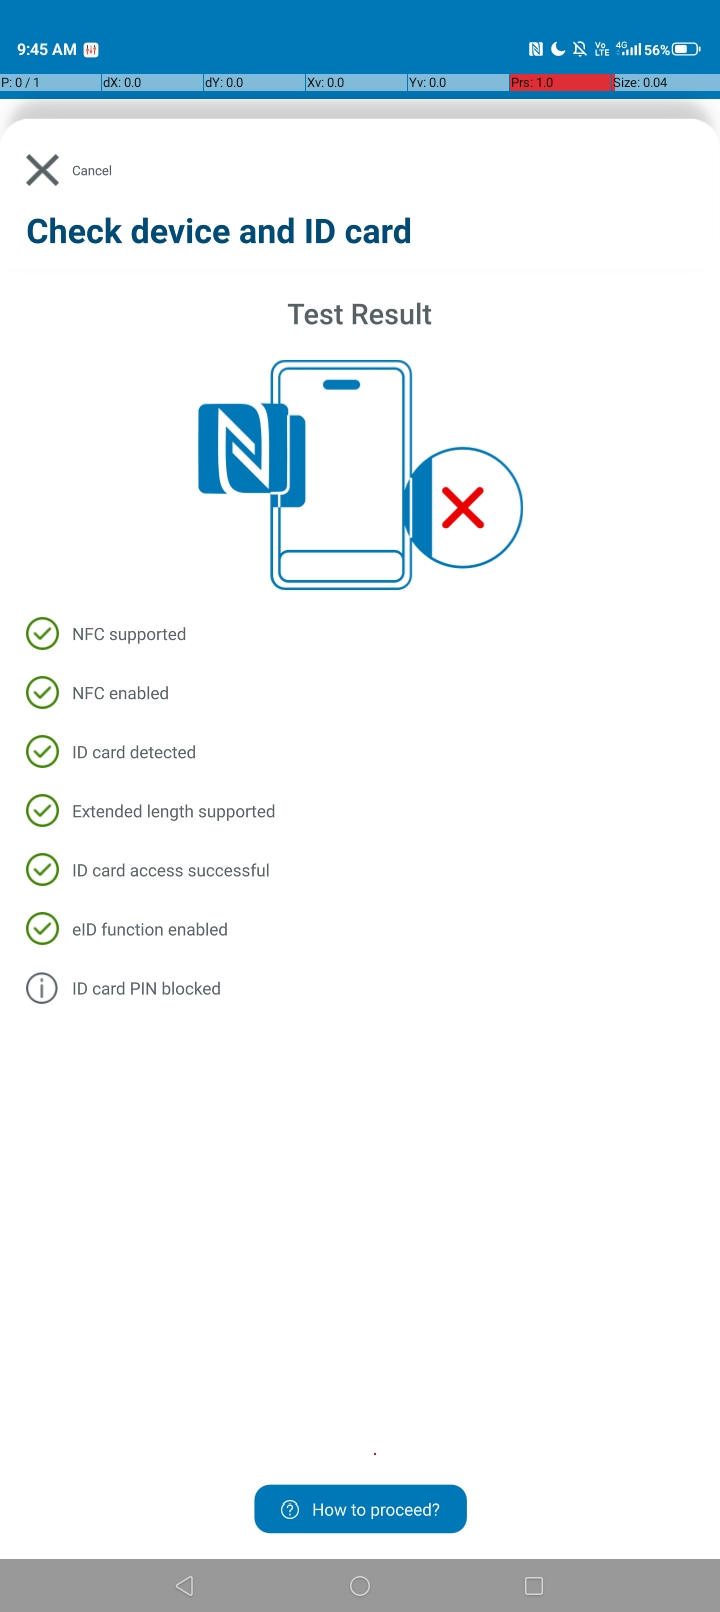 9:45 AM
Vo LTE 4G 56%
P: 0 / 1 dX: 0.0 dY: 0.0 Xv: 0.0 Yv: 0.0 Prs: 1.0 Size: 0.04
Cancel
Check device and ID card
Test Result
NFC supported
NFC enabled
ID card detected
Extended length supported
ID card access successful
eID function enabled
ID card PIN blocked
How to proceed?